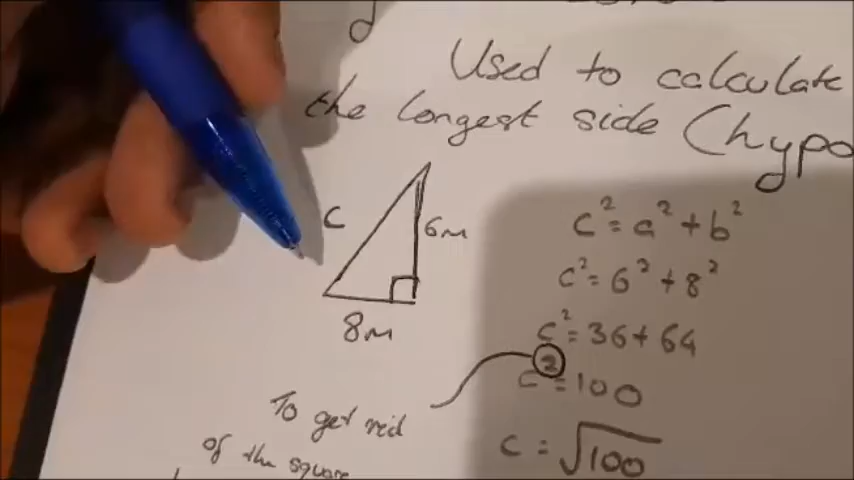 Used to calculate
the longest side (hypo
C
6m
8m
c² = a² + b²
c² = 6² + 8²
c² = 36 + 64
c² = 100
c = √100
To get rid
of the square